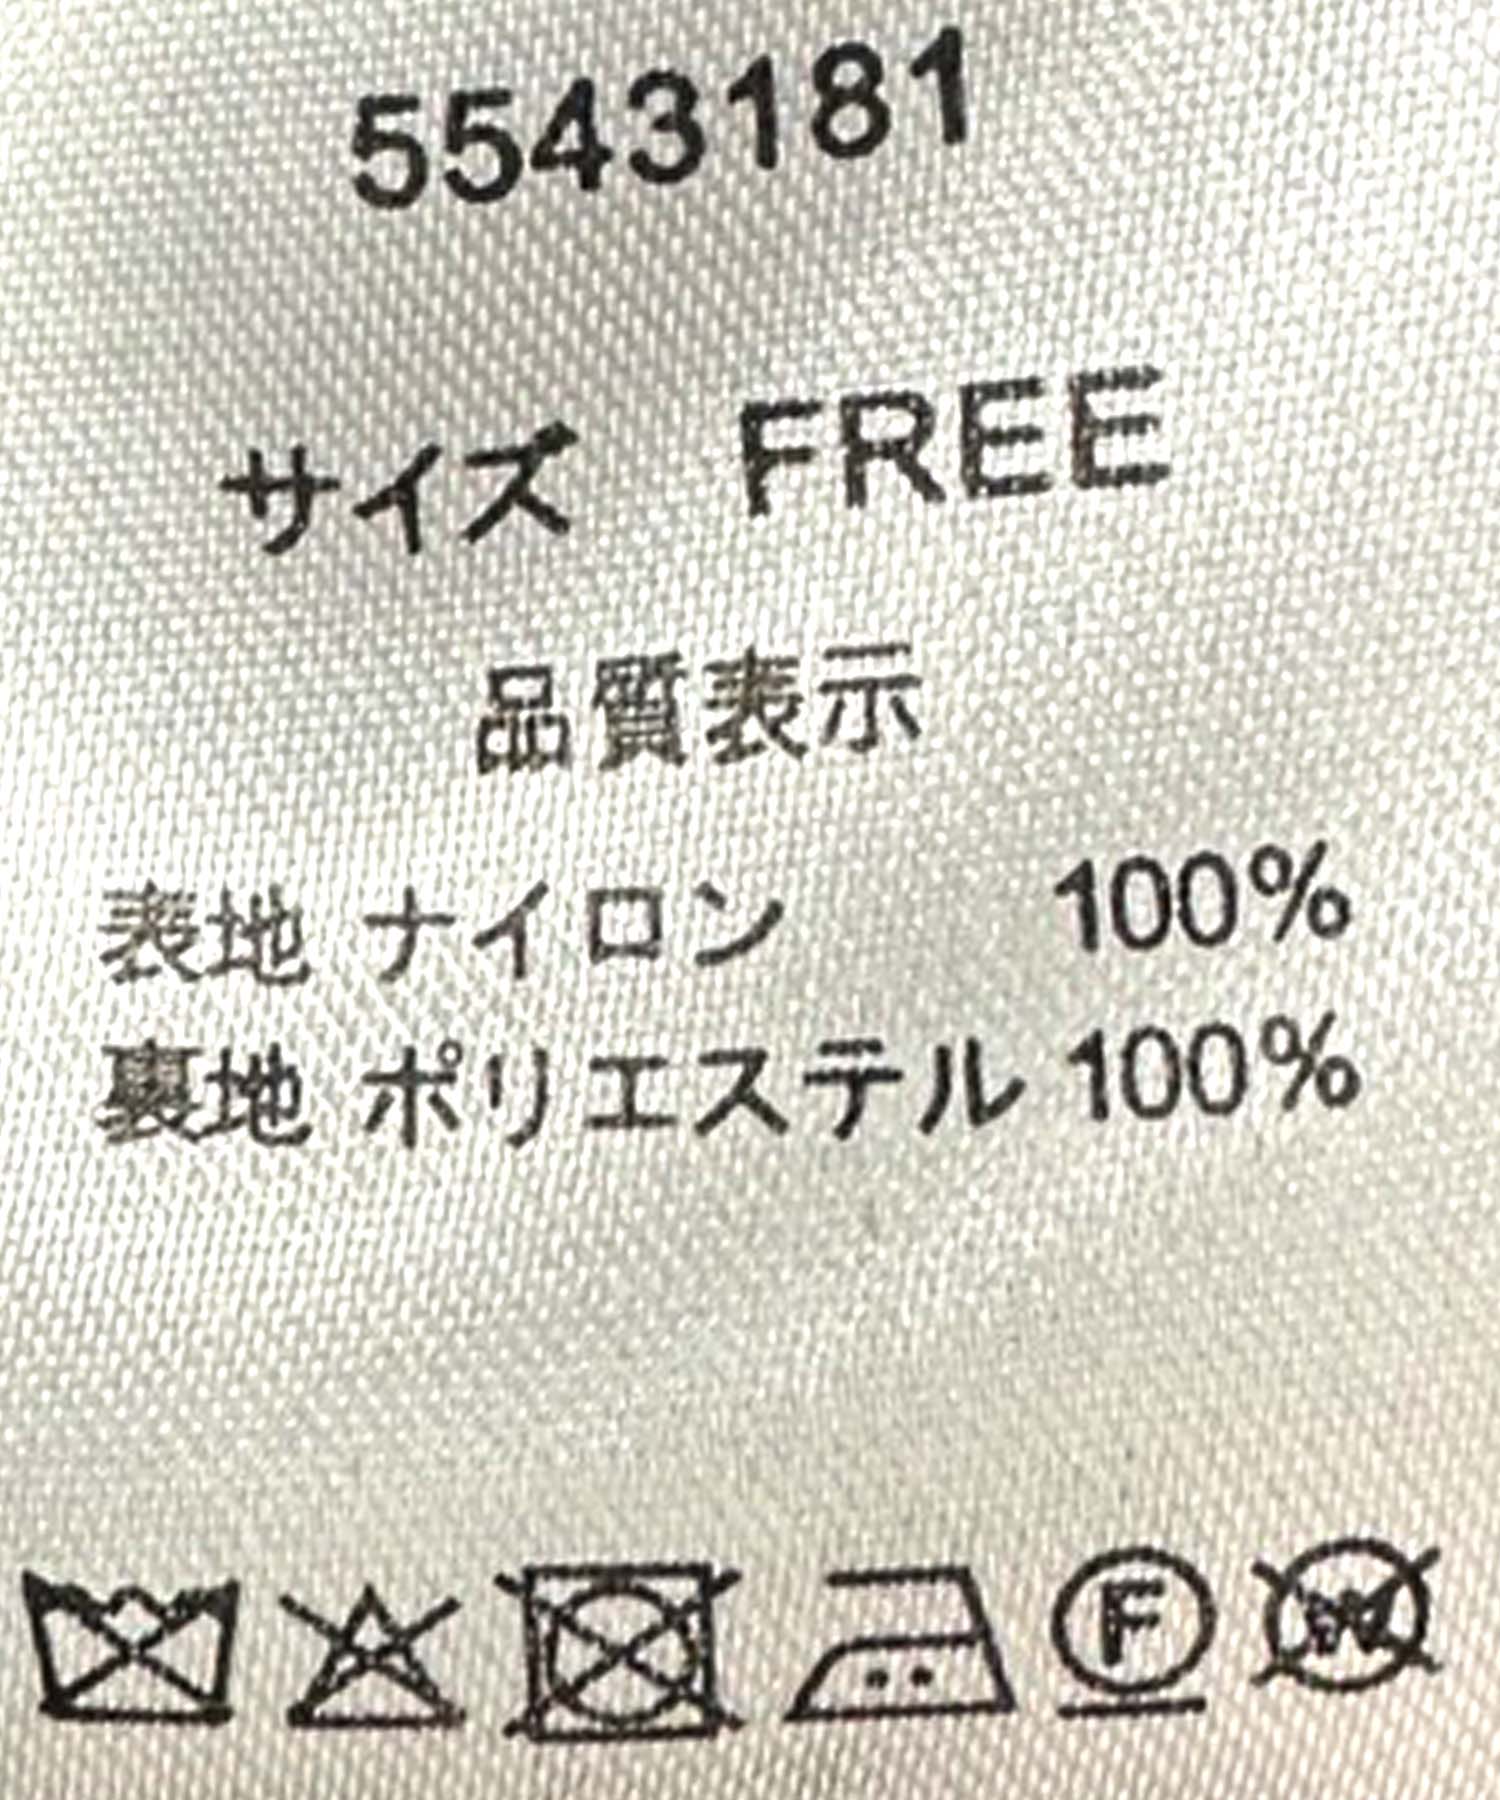 5543181
サイズ FREE
品質表示
表地 ナイロン 100%
裏地 ポリエステル 100%
F
W